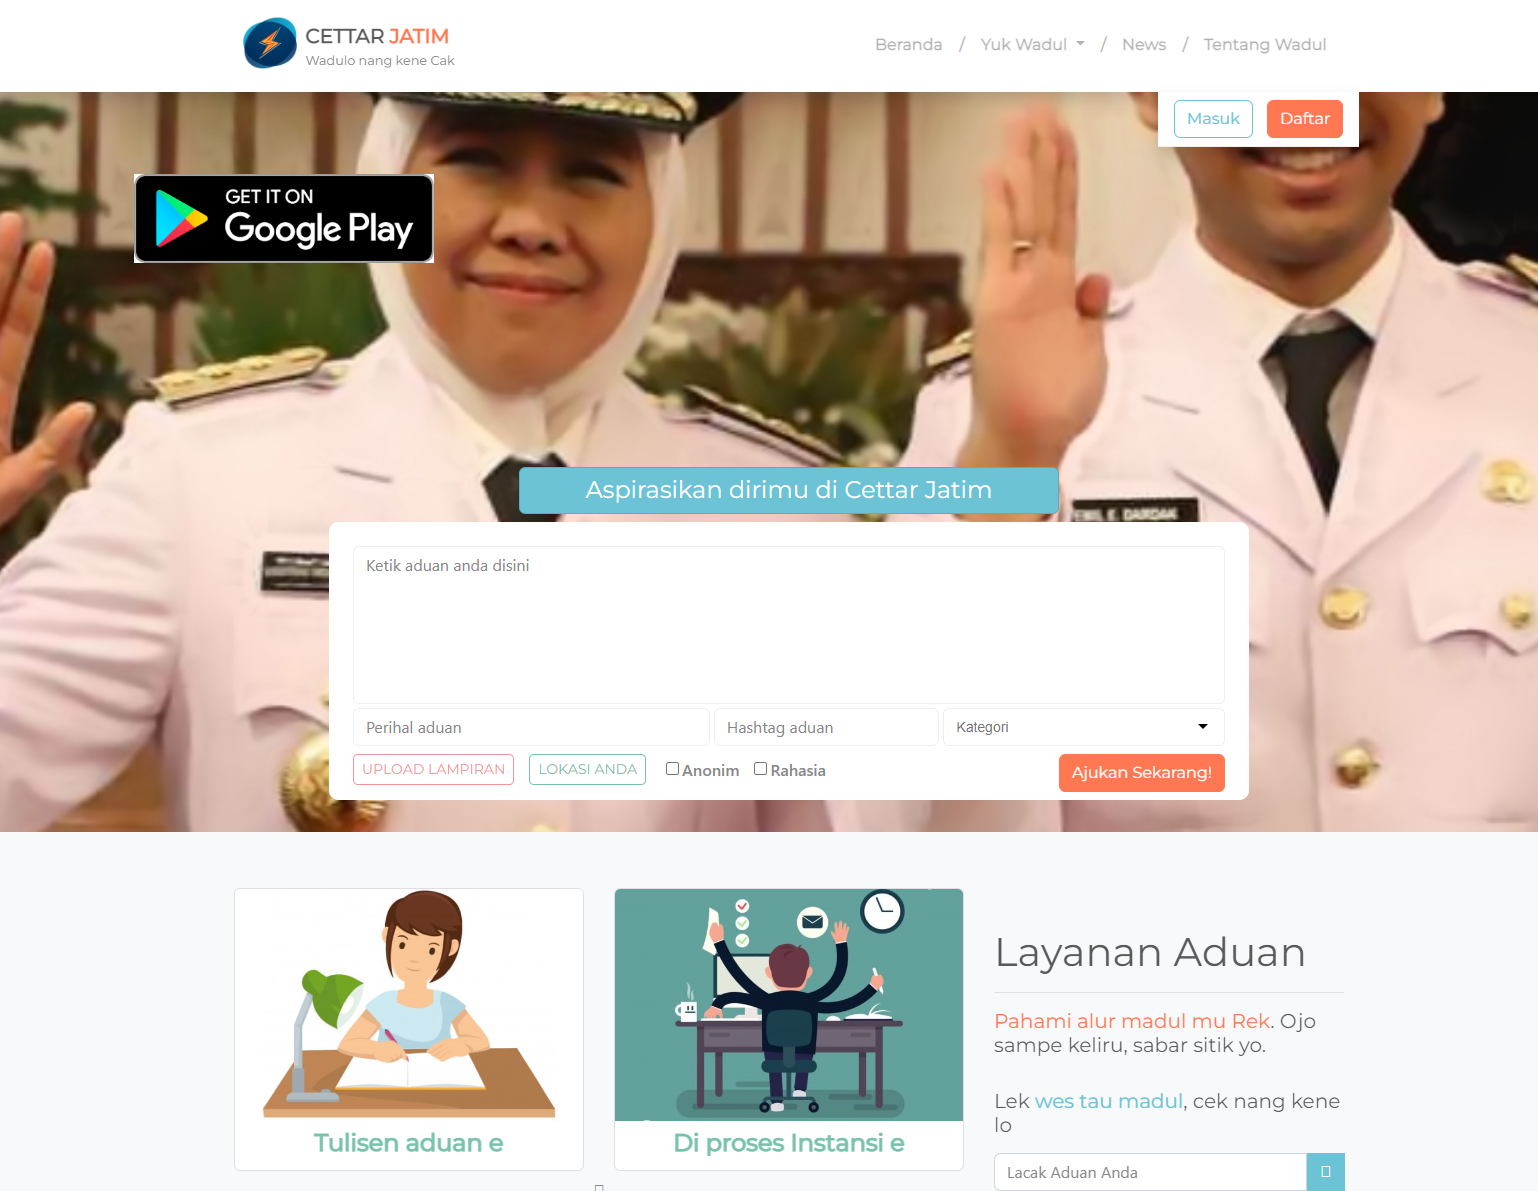 CETTAR JATIM
Wadulo nang kene Cak
Beranda / Yuk Wadul / News / Tentang Wadul
Masuk
Daftar
GET IT ON
Google Play
Aspirasikan dirimu di Cettar Jatim
EMIL E. DARDAK
Ketik aduan anda disini
Perihal aduan
Hashtag aduan
Kategori
UPLOAD LAMPIRAN
LOKASI ANDA
Anonim
Rahasia
Ajukan Sekarang!
Tulisen aduan e
Di proses Instansi e
Layanan Aduan
Pahami alur madul mu Rek. Ojo
sampe keliru, sabar sitik yo.
Lek wes tau madul, cek nang kene
lo
Lacak Aduan Anda